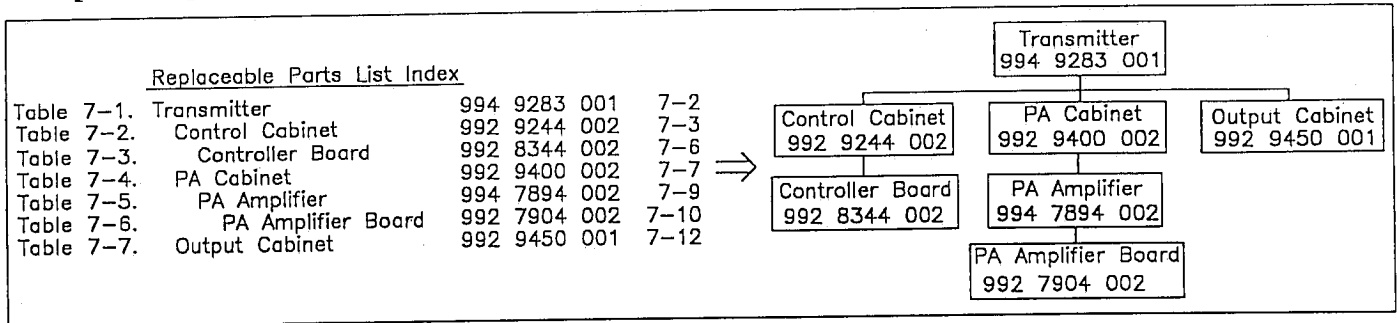 Replaceable Parts List Index
Table 7-1. Transmitter 994 9283 001 7-2
Table 7-2. Control Cabinet 992 9244 002 7-3
Table 7-3. Controller Board 992 8344 002 7-6
Table 7-4. PA Cabinet 992 9400 002 7-7
Table 7-5. PA Amplifier 994 7894 002 7-9
Table 7-6. PA Amplifier Board 992 7904 002 7-10
Table 7-7. Output Cabinet 992 9450 001 7-12
⇒
Transmitter
994 9283 001
Control Cabinet
992 9244 002
PA Cabinet
992 9400 002
Output Cabinet
992 9450 001
Controller Board
992 8344 002
PA Amplifier
994 7894 002
PA Amplifier Board
992 7904 002